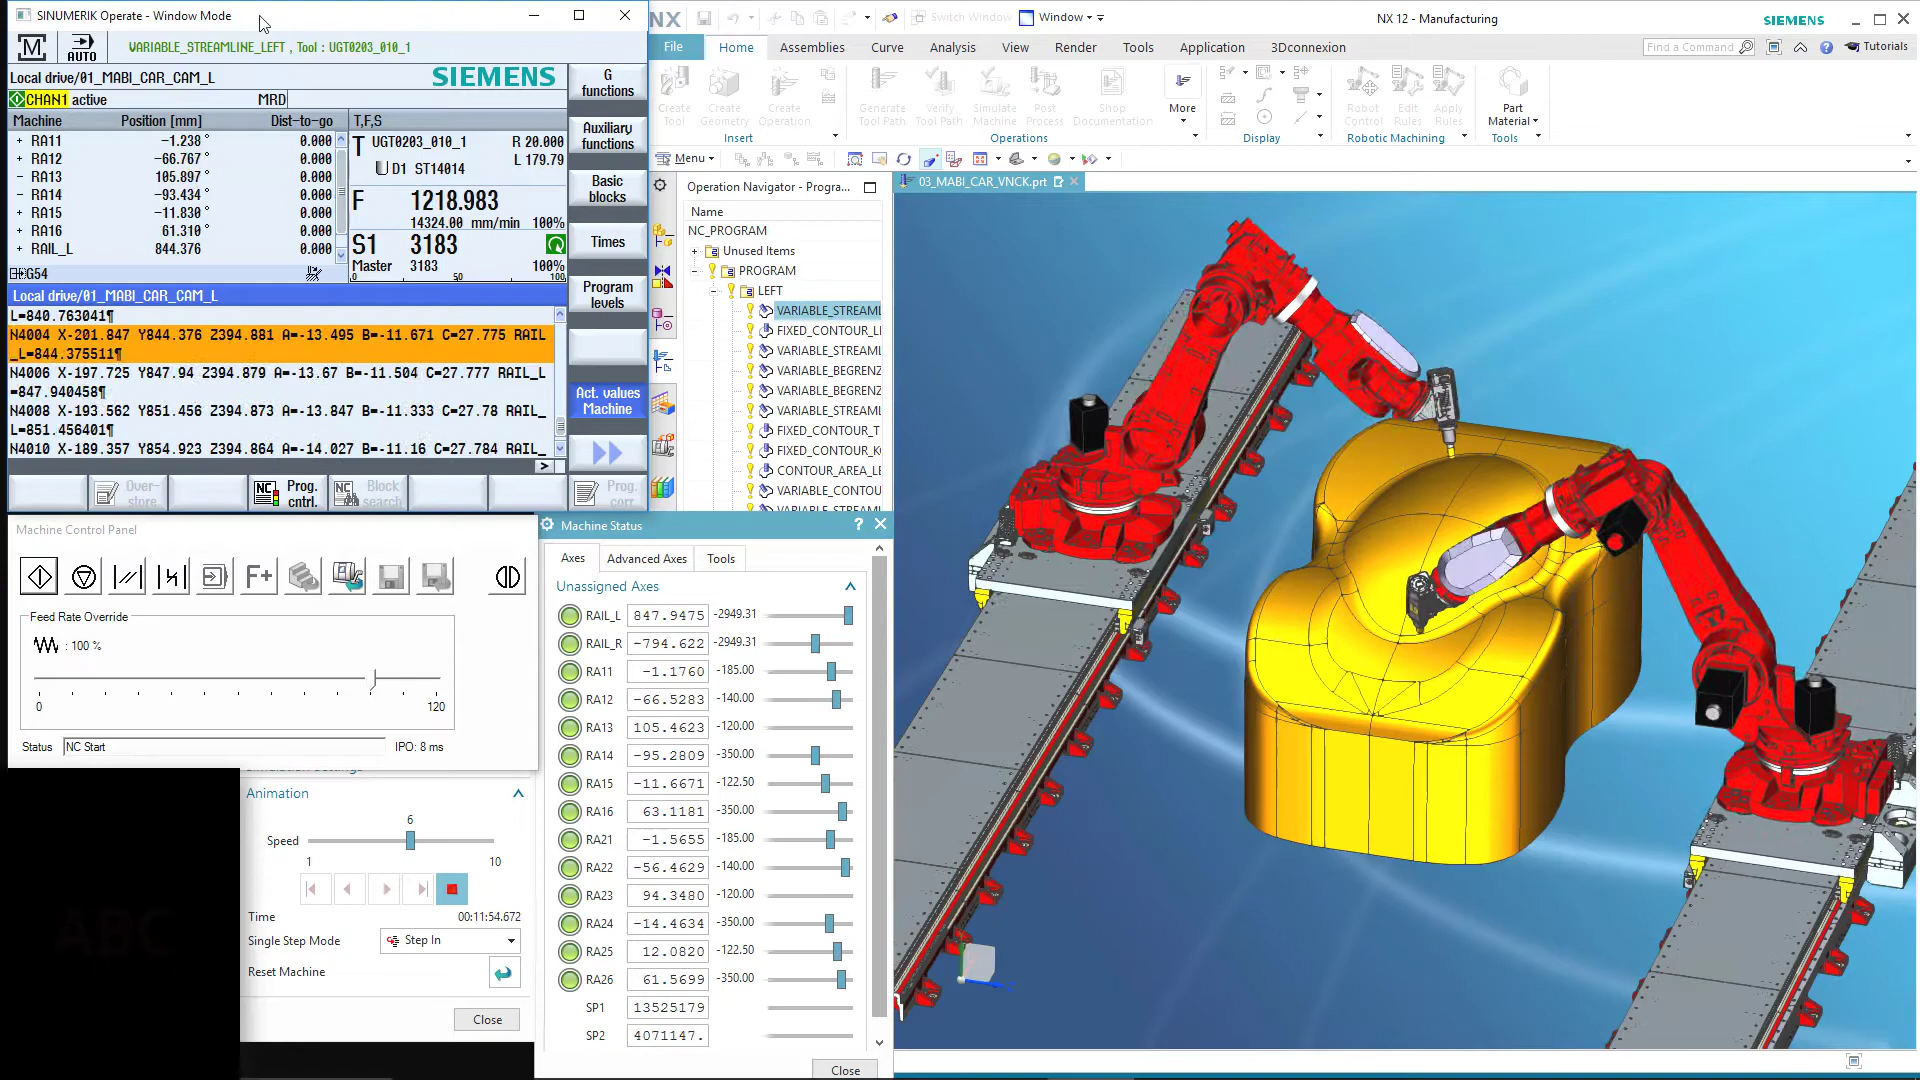 SINUMERIK Operate - Window Mode
AUTO
VARIABLE_STREAMLINE_LEFT , Tool : UGT0203_010_1
Local drive/01_MABI_CAR_CAM_L
SIEMENS
CHAN1 active
MRD
Machine Position [mm] Dist-to-go
+ RA11 -1.238 ° 0.000
+ RA12 -66.767 ° 0.000
- RA13 105.897 ° 0.000
- RA14 -93.434 ° 0.000
+ RA15 -11.830 ° 0.000
+ RA16 61.310 ° 0.000
+ RAIL_L 844.376 0.000
G54
T,F,S
T UGT0203_010_1 R 20.000
L 179.79
D1 ST14014
F 1218.983
14324.00 mm/min 100%
S1 3183
Master 3183 100%
0 50 100
G functions
Auxiliary functions
Basic blocks
Times
Program levels
Act. values Machine
Local drive/01_MABI_CAR_CAM_L
L=840.763041¶
N4004 X-201.847 Y844.376 Z394.881 A=-13.495 B=-11.671 C=27.775 RAIL
_L=844.375511¶
N4006 X-197.725 Y847.94 Z394.879 A=-13.67 B=-11.504 C=27.777 RAIL_L
=847.940458¶
N4008 X-193.562 Y851.456 Z394.873 A=-13.847 B=-11.333 C=27.78 RAIL_
L=851.456401¶
N4010 X-189.357 Y854.923 Z394.864 A=-14.027 B=-11.16 C=27.784 RAIL_
Over-store
NC Prog. cntrl.
NC Block search
Prog. corr.
Machine Control Panel
F+
Feed Rate Override
: 100 %
0 120
Status NC Start IPO: 8 ms
Animation
6
Speed
1 10
Time 00:11:54.672
Single Step Mode Step In
Reset Machine
Close
ABC
Machine Status
Axes Advanced Axes Tools
Unassigned Axes
RAIL_L 847.9475 -2949.31
RAIL_R -794.622 -2949.31
RA11 -1.1760 -185.00
RA12 -66.5283 -140.00
RA13 105.4623 -120.00
RA14 -95.2809 -350.00
RA15 -11.6671 -122.50
RA16 63.1181 -350.00
RA21 -1.5655 -185.00
RA22 -56.4629 -140.00
RA23 94.3480 -120.00
RA24 -14.4634 -350.00
RA25 12.0820 -122.50
RA26 61.5699 -350.00
SP1 13525179
SP2 4071147.
Close
NX
Switch Window
Window
NX 12 - Manufacturing
SIEMENS
File Home Assemblies Curve Analysis View Render Tools Application 3Dconnexion
Find a Command
Tutorials
Create Tool
Create Geometry
Create Operation
Insert
Generate Tool Path
Verify Tool Path
Simulate Machine
Post Process
Shop Documentation
More
Operations
Display
Robot Control
Edit Rules
Apply Rules
Robotic Machining
Part Material
Tools
Menu
Operation Navigator - Progra...
Name
NC_PROGRAM
Unused Items
PROGRAM
LEFT
VARIABLE_STREAML
FIXED_CONTOUR_LI
VARIABLE_STREAML
VARIABLE_BEGRENZ
VARIABLE_BEGRENZ
VARIABLE_STREAML
FIXED_CONTOUR_T
FIXED_CONTOUR_K
CONTOUR_AREA_LE
VARIABLE_CONTOU
03_MABI_CAR_VNCK.prt